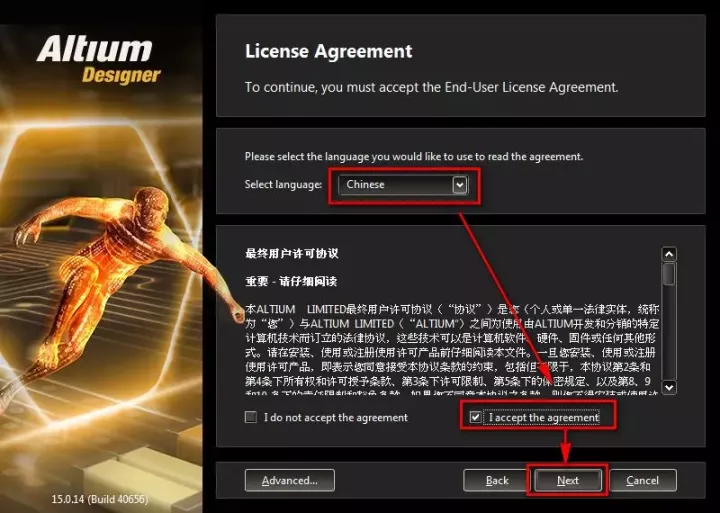 Altium
Designer
License Agreement
To continue, you must accept the End-User License Agreement.
Please select the language you would like to use to read the agreement.
Select language: Chinese
最终用户许可协议
重要 - 请仔细阅读
本ALTIUM LIMITED最终用户许可协议（“协议”）是您（个人或单一法律实体，统称
为“您”）与ALTIUM LIMITED（“ALTIUM”）之间为使用由ALTIUM开发和分销的特定
计算机技术而订立的法律协议，这些技术可以是计算机软件、硬件、固件或任何其他形
式。请在安装、使用或注册使用许可产品前仔细阅读本文件。一旦您安装、使用或注册
使用许可产品，即表示您同意接受本协议条款的约束，包括但不限于，本协议第2条和
第4条下所有权和许可授予条款、第3条下许可限制、第5条下的保密规定、以及第8、9
I do not accept the agreement
I accept the agreement
Advanced...
Back
Next
Cancel
15.0.14 (Build 40656)